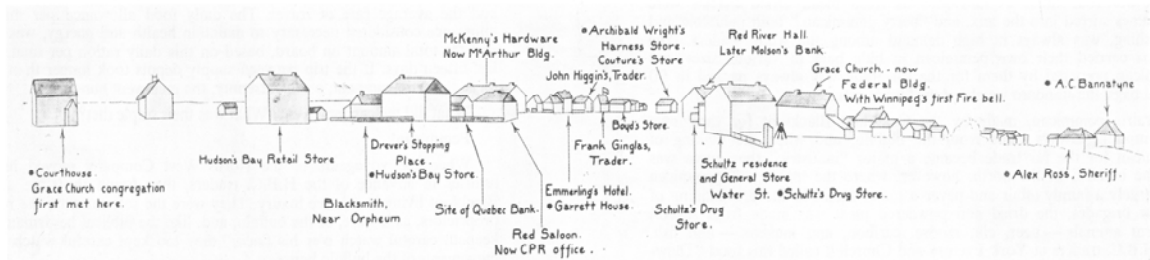 McKenny's Hardware
Now McArthur Bldg.
•Archibald Wright's
Harness Store.
Couture's Store
Red River Hall.
Later Molson's Bank.
John Higgin's, Trader.
Grace Church. - now
Federal Bldg.
With Winnipeg's first Fire bell.
•A.C Bannatyne
•Courthouse.
Grace Church congregation
first met here.
Hudson's Bay Retail Store
Blacksmith,
Near Orpheum
Drever's Stopping
Place.
•Hudson's Bay Store.
Site of Quebec Bank.
Red Saloon.
Now CPR office.
Emmerling's Hotel.
•Garrett House.
Frank Ginglas,
Trader.
Boyd's Store.
Schultz's Drug
Store.
Schultz residence
and General Store
Water St. •Schultz's Drug Store.
•Alex Ross, Sheriff.